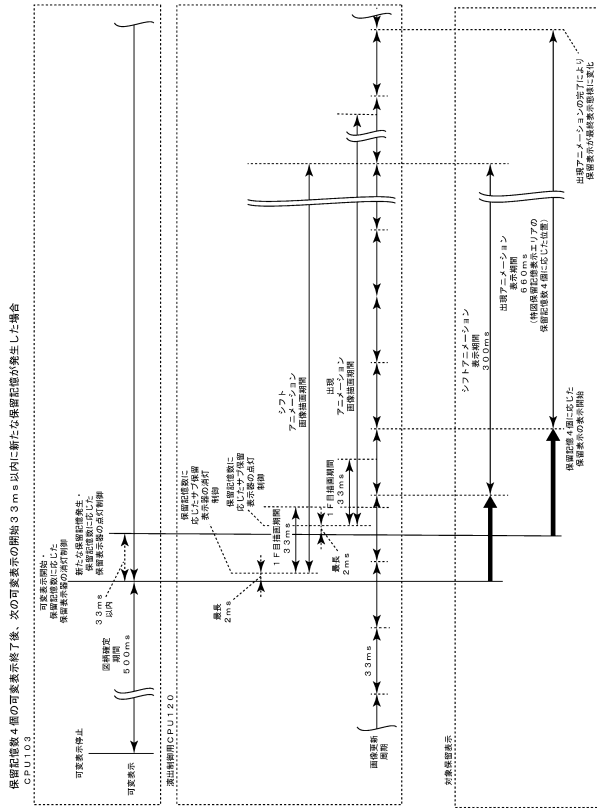 保留記憶数４個の可変表示終了後、次の可変表示の開始３３ｍｓ以内に新たな保留記憶が発生した場合
ＣＰＵ１０３
可変表示停止
可変表示
図柄確定
期間
５００ｍｓ
可変表示開始・
保留記憶数に応じた
保留表示器の消灯制御
３３ｍｓ
以内
新たな保留記憶発生・
保留記憶数に応じた
保留表示器の点灯制御
演出制御用ＣＰＵ１２０
最長
２ｍｓ
保留記憶数に
応じたサブ保留
表示器の消灯
制御
保留記憶数に
応じたサブ保留
表示器の点灯
制御
１Ｆ目描画期間
３３ｍｓ
シフト
アニメーション
画像描画期間
最長
２ｍｓ
１Ｆ目描画期間
３３ｍｓ
出現
アニメーション
画像描画期間
画像更新
周期
３３ｍｓ
対象保留表示
シフトアニメーション
表示期間
３００ｍｓ
出現アニメーション
表示期間
６６０ｍｓ
（特図保留記憶表示エリアの
保留記憶数４個に応じた位置）
保留記憶４個に応じた
保留表示の表示開始
出現アニメーションの完了により
保留表示が最終表示態様に変化